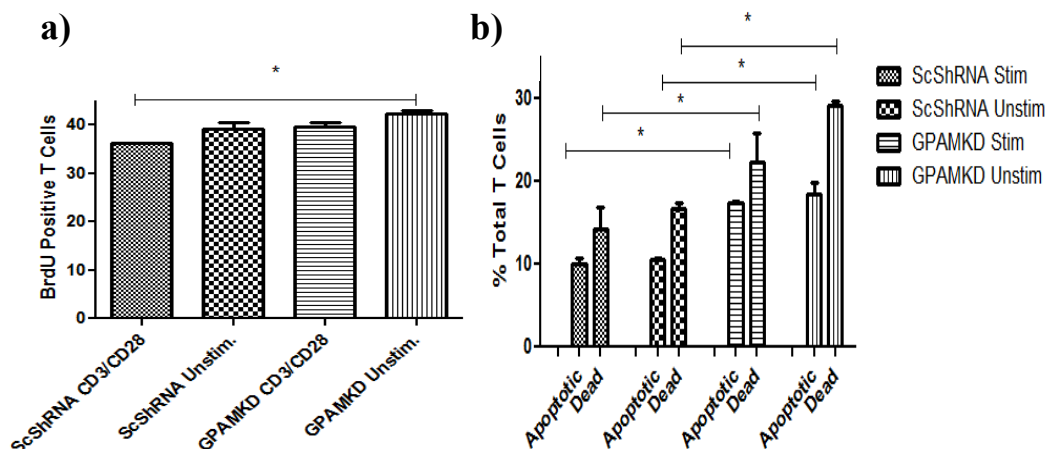 a)
*
BrdU Positive T Cells
40
30
20
10
0
ScShRNA CD3/CD28
ScShRNA Unstim.
GPAMKD CD3/CD28
GPAMKD Unstim.
b)
*
*
*
*
% Total T Cells
30
20
10
0
Apoptotic
Dead
Apoptotic
Dead
Apoptotic
Dead
Apoptotic
Dead
ScShRNA Stim
ScShRNA Unstim
GPAMKD Stim
GPAMKD Unstim